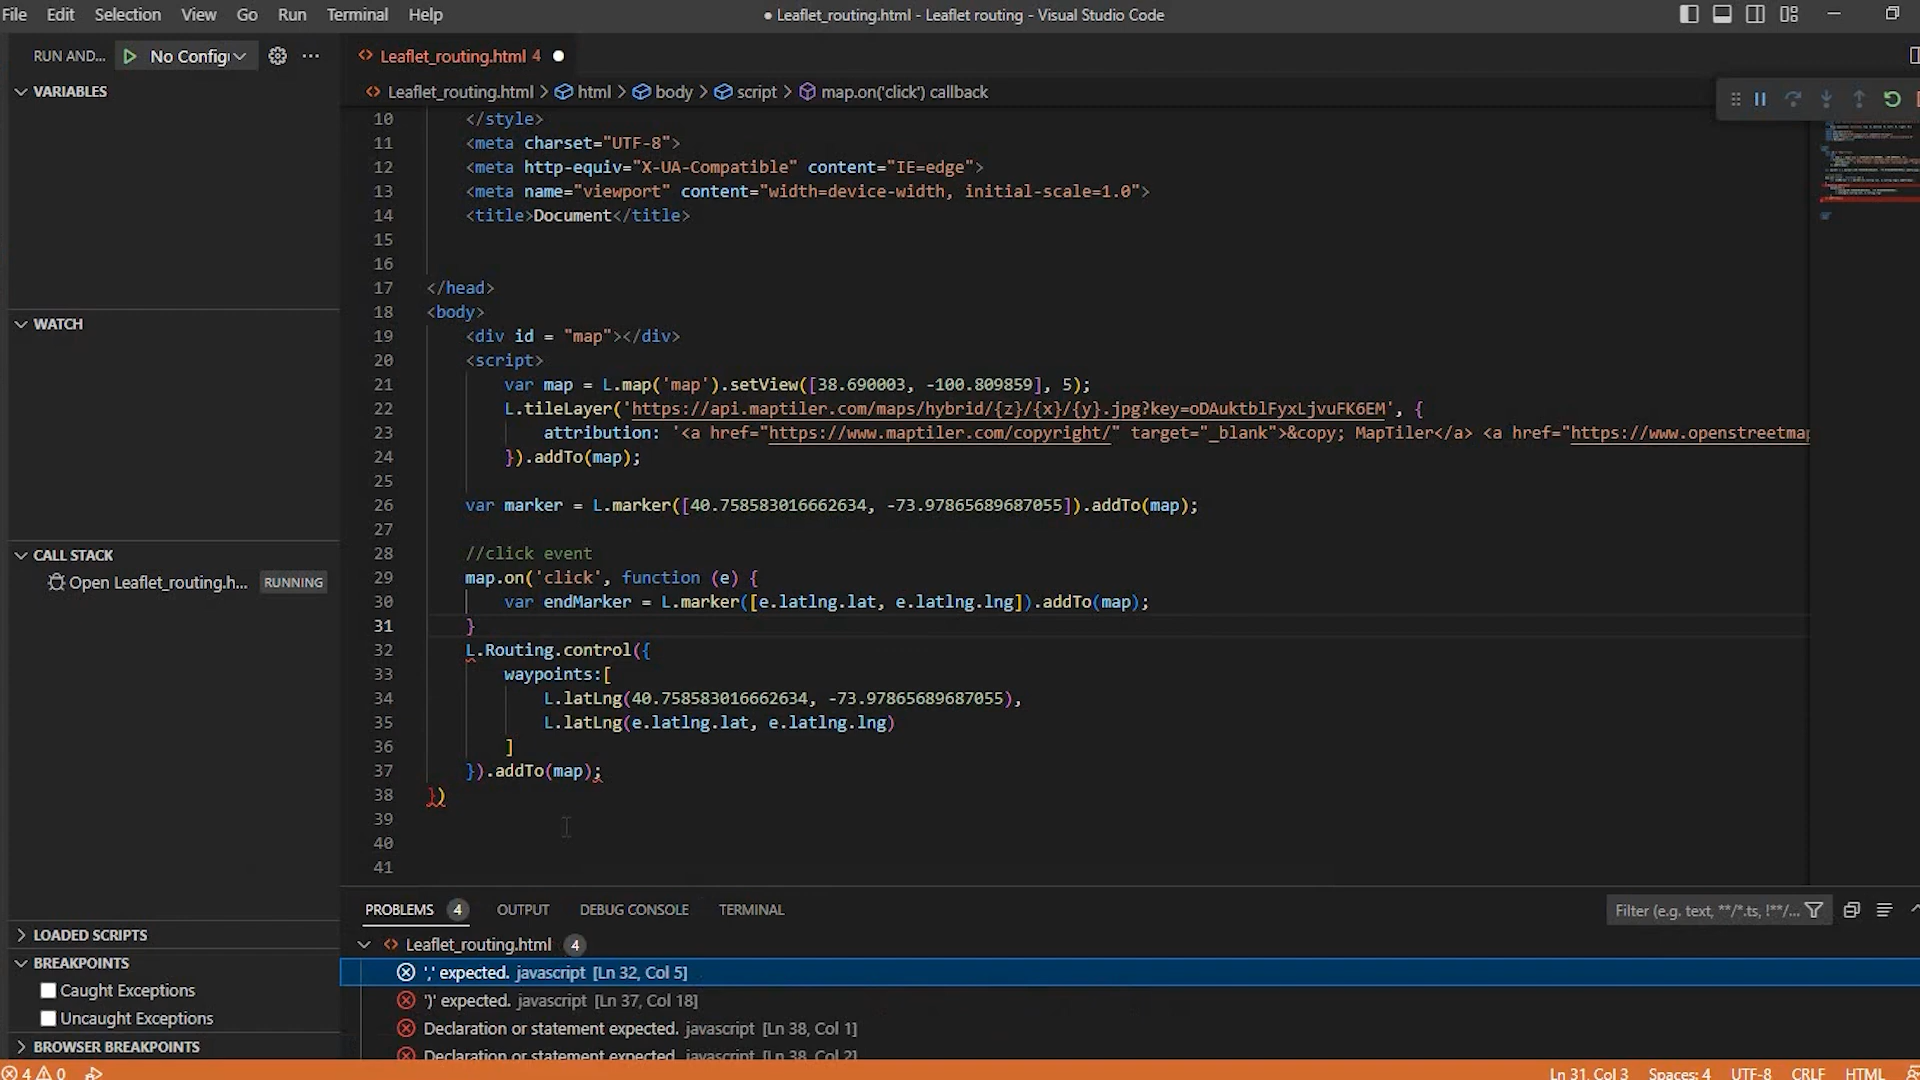 File Edit Selection View Go Run Terminal Help
● Leaflet_routing.html - Leaflet routing - Visual Studio Code
RUN AND... No Config
Leaflet_routing.html 4
VARIABLES
Leaflet_routing.html > html > body > script > map.on('click') callback
10 </style>
11 <meta charset="UTF-8">
12 <meta http-equiv="X-UA-Compatible" content="IE=edge">
13 <meta name="viewport" content="width=device-width, initial-scale=1.0">
14 <title>Document</title>
15
16
17 </head>
18 <body>
19 <div id = "map"></div>
20 <script>
21 var map = L.map('map').setView([38.690003, -100.809859], 5);
22 L.tileLayer('https://api.maptiler.com/maps/hybrid/{z}/{x}/{y}.jpg?key=oDAuktblFyxLjvuFK6EM', {
23 attribution: '<a href="https://www.maptiler.com/copyright/" target="_blank">&copy; MapTiler</a> <a href="https://www.openstreetmap
24 }).addTo(map);
25
26 var marker = L.marker([40.758583016662634, -73.97865689687055]).addTo(map);
27
28 //click event
29 map.on('click', function (e) {
30 var endMarker = L.marker([e.latlng.lat, e.latlng.lng]).addTo(map);
31 }
32 L.Routing.control({
33 waypoints:[
34 L.latLng(40.758583016662634, -73.97865689687055),
35 L.latLng(e.latlng.lat, e.latlng.lng)
36 ]
37 }).addTo(map);
38 })
39
40
41
WATCH
CALL STACK
Open Leaflet_routing.h... RUNNING
LOADED SCRIPTS
BREAKPOINTS
Caught Exceptions
Uncaught Exceptions
BROWSER BREAKPOINTS
PROBLEMS 4 OUTPUT DEBUG CONSOLE TERMINAL
Filter (e.g. text, **/*.ts, !**/...
Leaflet_routing.html 4
',' expected. javascript [Ln 32, Col 5]
')' expected. javascript [Ln 37, Col 18]
Declaration or statement expected. javascript [Ln 38, Col 1]
Declaration or statement expected. javascript [Ln 38, Col 2]
4 0
Ln 31, Col 3 Spaces: 4 UTF-8 CRLF HTML